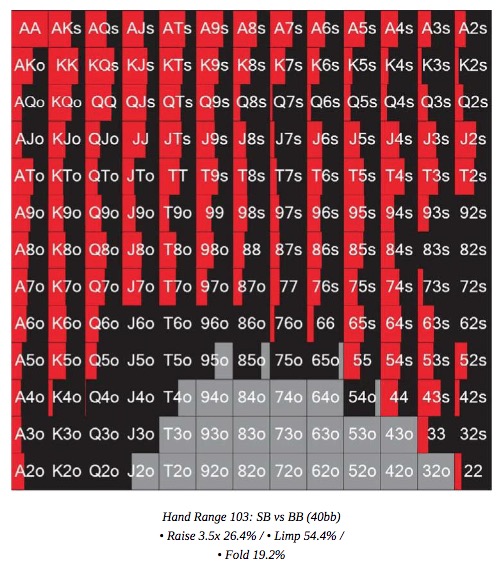 AA AKs AQs AJs ATs A9s A8s A7s A6s A5s A4s A3s A2s
AKo KK KQs KJs KTs K9s K8s K7s K6s K5s K4s K3s K2s
AQo KQo QQ QJs QTs Q9s Q8s Q7s Q6s Q5s Q4s Q3s Q2s
AJo KJo QJo JJ JTs J9s J8s J7s J6s J5s J4s J3s J2s
ATo KTo QTo JTo TT T9s T8s T7s T6s T5s T4s T3s T2s
A9o K9o Q9o J9o T9o 99 98s 97s 96s 95s 94s 93s 92s
A8o K8o Q8o J8o T8o 98o 88 87s 86s 85s 84s 83s 82s
A7o K7o Q7o J7o T7o 97o 87o 77 76s 75s 74s 73s 72s
A6o K6o Q6o J6o T6o 96o 86o 76o 66 65s 64s 63s 62s
A5o K5o Q5o J5o T5o 95o 85o 75o 65o 55 54s 53s 52s
A4o K4o Q4o J4o T4o 94o 84o 74o 64o 54o 44 43s 42s
A3o K3o Q3o J3o T3o 93o 83o 73o 63o 53o 43o 33 32s
A2o K2o Q2o J2o T2o 92o 82o 72o 62o 52o 42o 32o 22
Hand Range 103: SB vs BB (40bb)
• Raise 3.5x 26.4% / • Limp 54.4% /
• Fold 19.2%